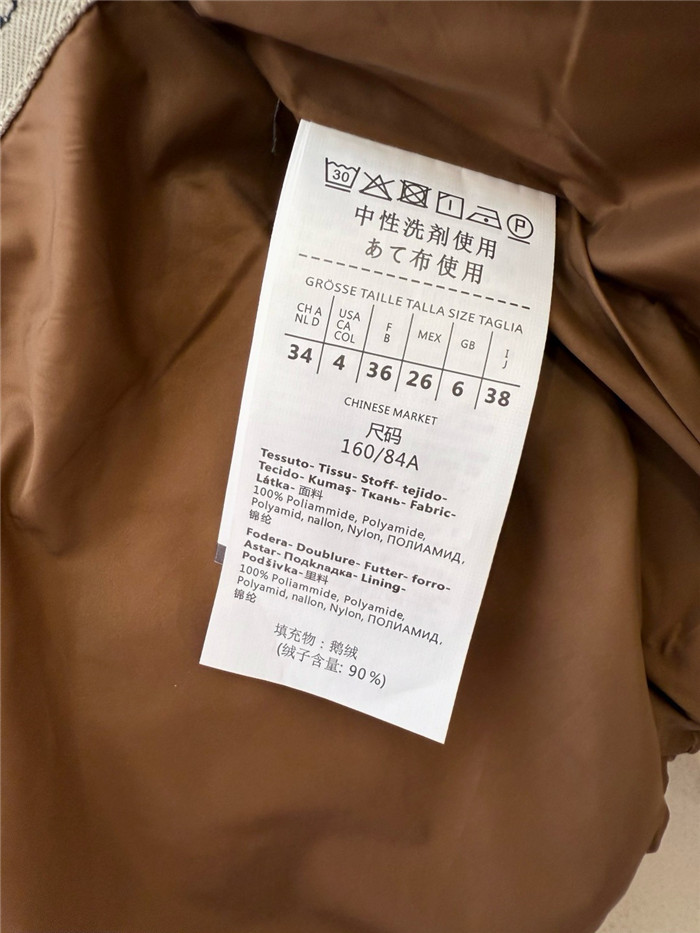 30 P
中性洗剤使用
あて布使用
GRÖSSE TAILLE TALLA SIZE TAGLIA
CH A NL D USA CA COL F B MEX GB I J
34 4 36 26 6 38
CHINESE MARKET
尺码
160/84A
Tessuto- Tissu- Stoff- tejido-
Tecido- Kumaş- Ткань- Fabric-
Látka- 面料
100% Poliammide, Polyamide,
Polyamid, nallon, Nylon, ПОЛИАМИД,
锦纶
Fodera- Doublure- Futter- forro-
Astar- Подкладка- Lining-
Podšivka- 里料
100% Poliammide, Polyamide,
Polyamid, nallon, Nylon, ПОЛИАМИД,
锦纶
填充物：鹅绒
(绒子含量: 90%)